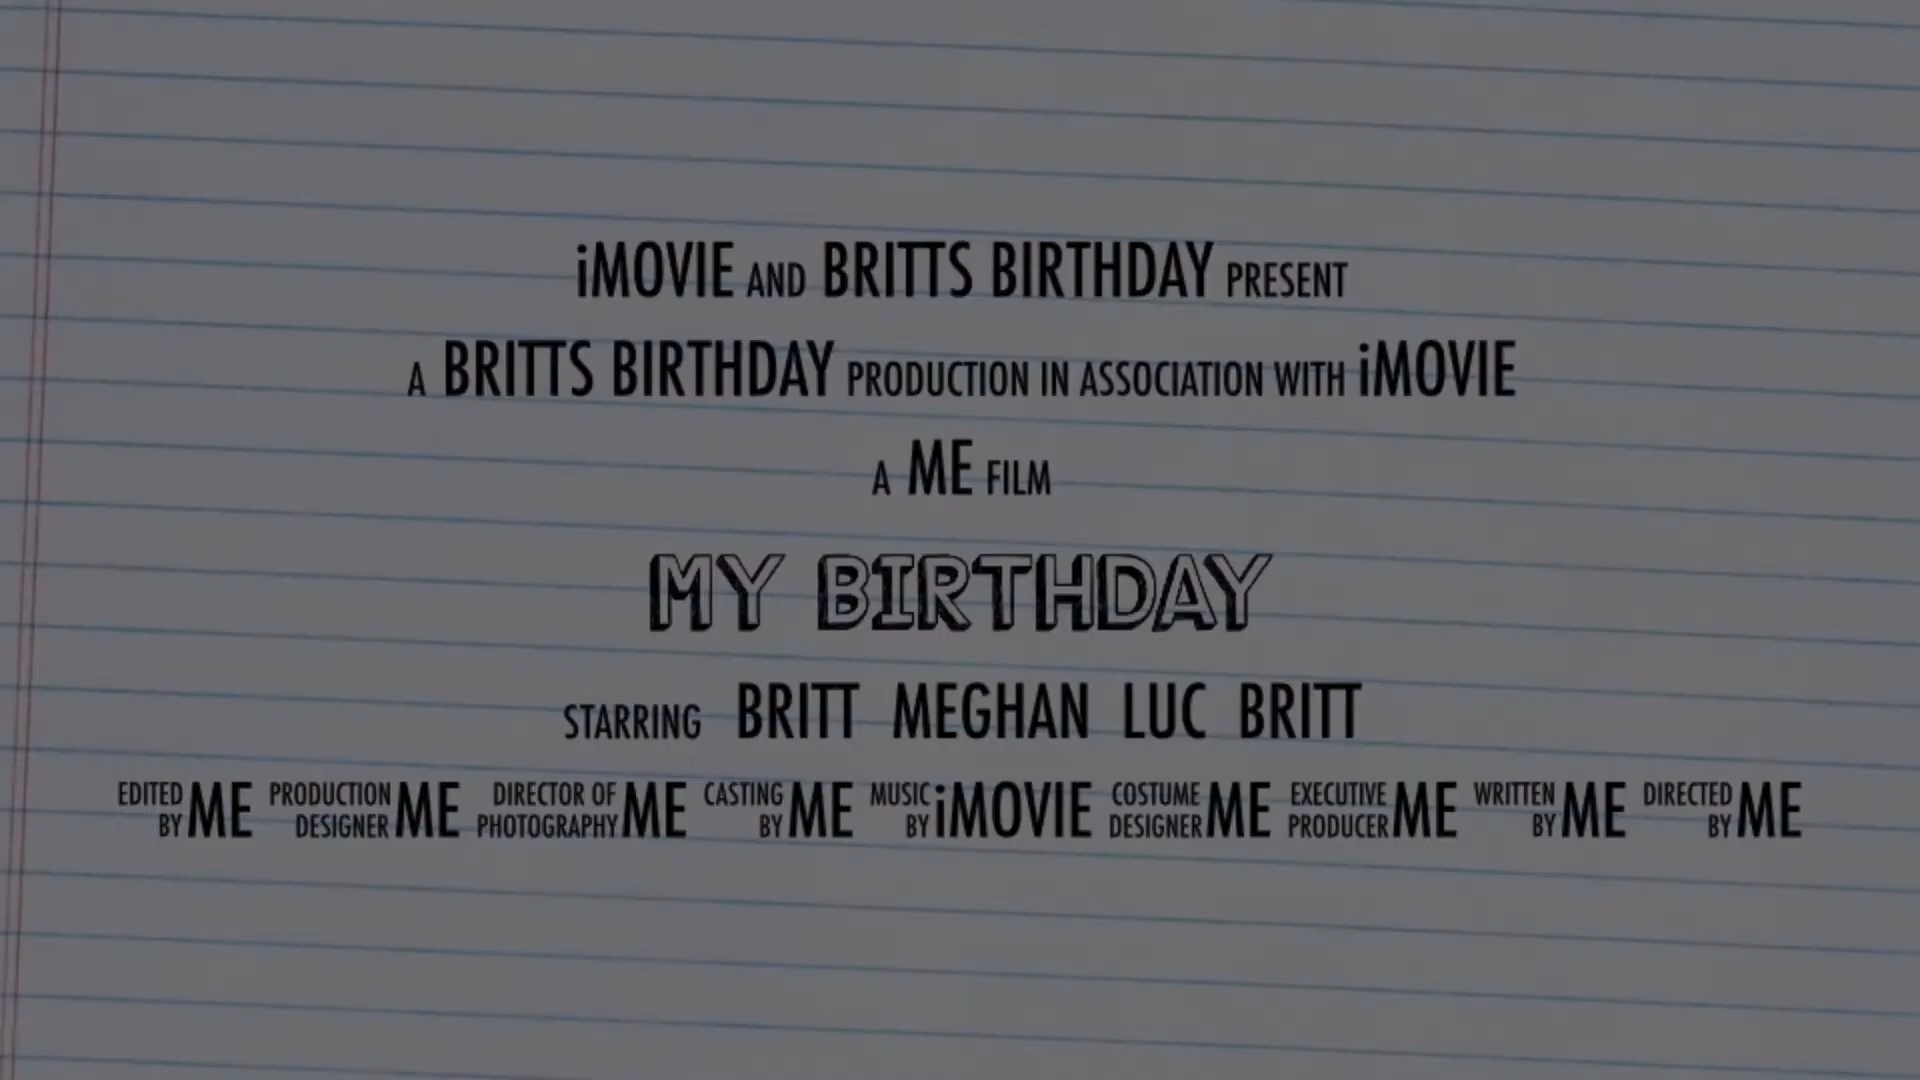 iMOVIE AND BRITTS BIRTHDAY PRESENT
A BRITTS BIRTHDAY PRODUCTION IN ASSOCIATION WITH iMOVIE
A ME FILM
MY BIRTHDAY
STARRING BRITT MEGHAN LUC BRITT
EDITED BY ME PRODUCTION DESIGNER ME DIRECTOR OF PHOTOGRAPHY ME CASTING BY ME MUSIC BY iMOVIE COSTUME DESIGNER ME EXECUTIVE PRODUCER ME WRITTEN BY ME DIRECTED BY ME